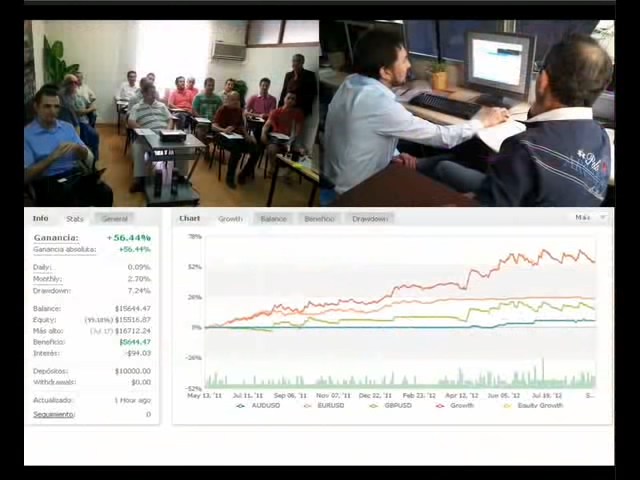 Info Stats General
Ganancia: +56.44%
Ganancia absoluta: +56.44%
Daily: 0.09%
Monthly: 2.70%
Drawdown: 7.24%
Balance: $15644.47
Equity: (99.18%) $15516.87
Más alto: (Jul 17) $16712.24
Beneficio: $5644.47
Interés: -$94.03
Depósitos: $10000.00
Withdrawals: $0.00
Actualizado: 1 Hour ago
Seguimiento: 0
Chart Growth Balance Beneficio Drawdown Más
78%
52%
26%
0%
-26%
-52%
May 13, '11 Jul 11, '11 Sep 06, '11 Nov 07, '11 Dec 22, '11 Feb 23, '12 Apr 12, '12 Jun 05, '12 Jul 19, '12 S...
AUDUSD EURUSD GBPUSD Growth Equity Growth